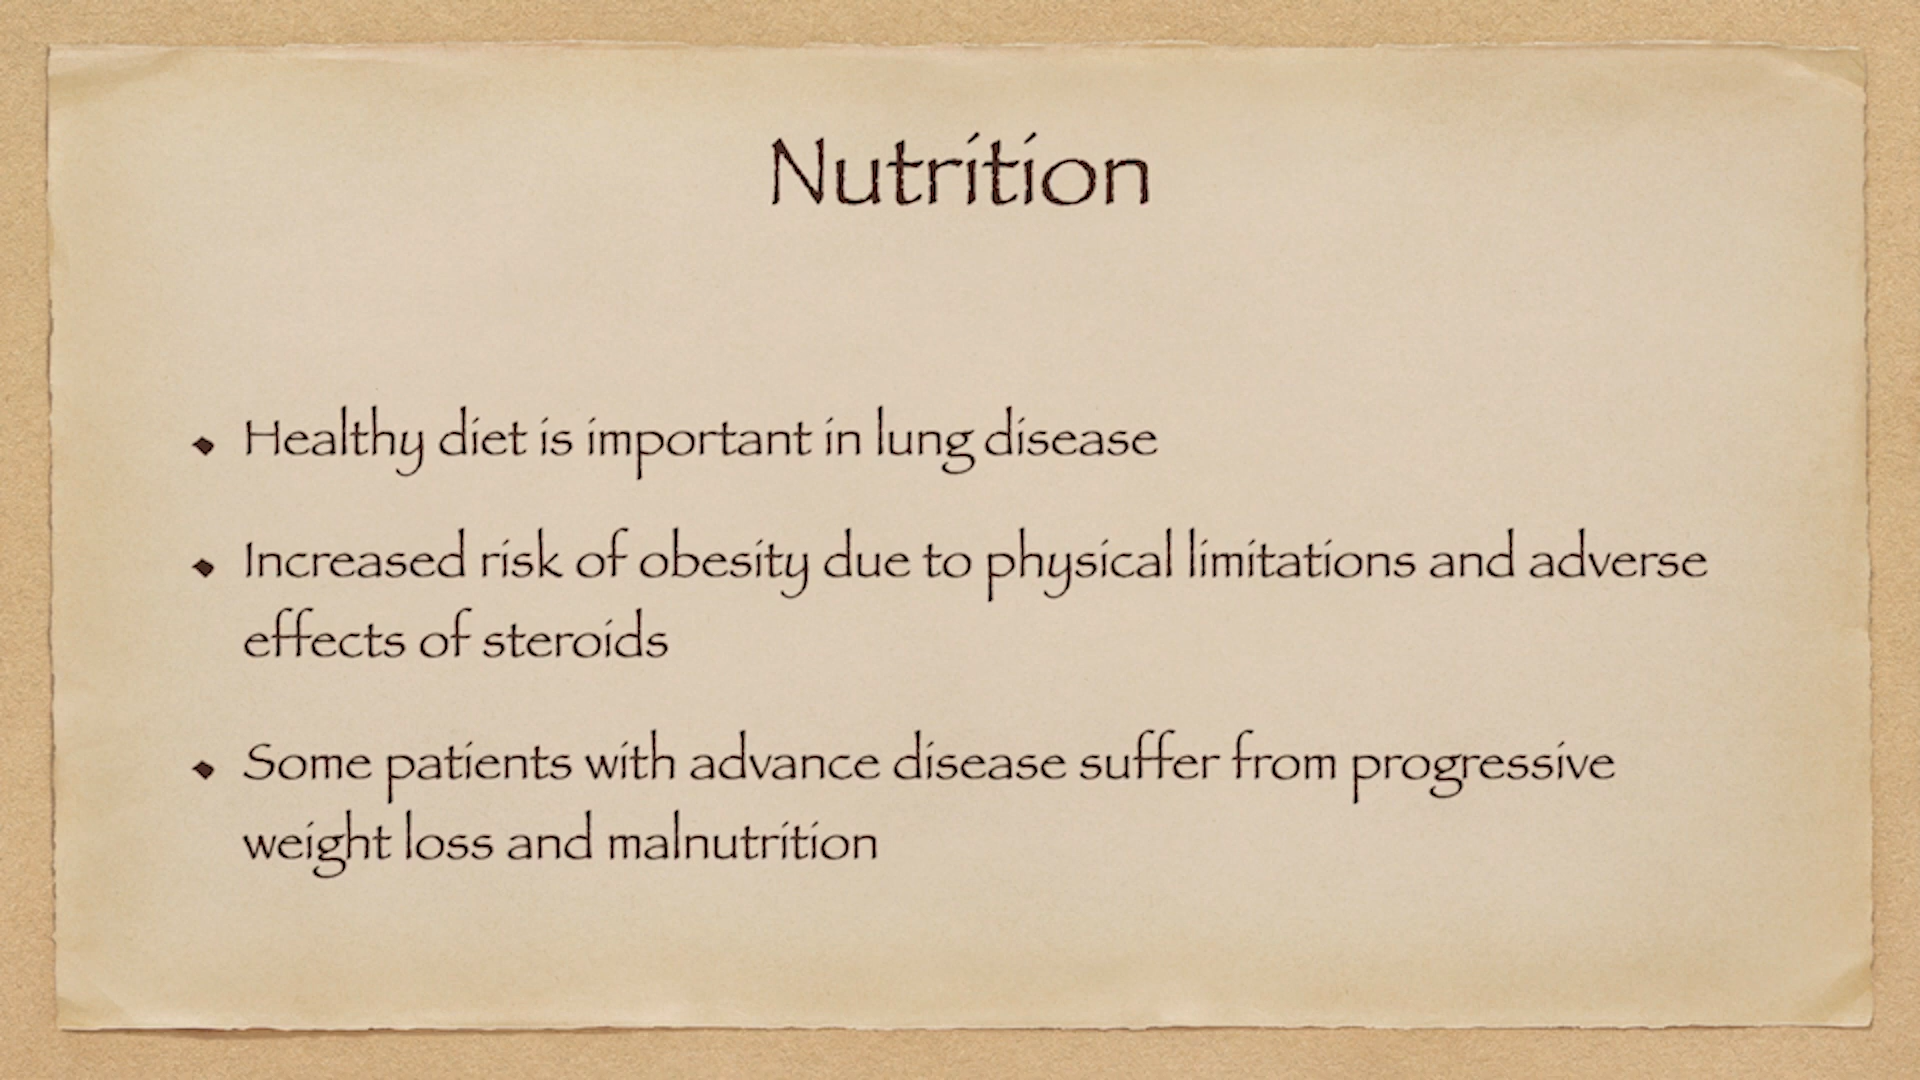 Nutrition
Healthy diet is important in lung disease
Increased risk of obesity due to physical limitations and adverse
effects of steroids
Some patients with advance disease suffer from progressive
weight loss and malnutrition